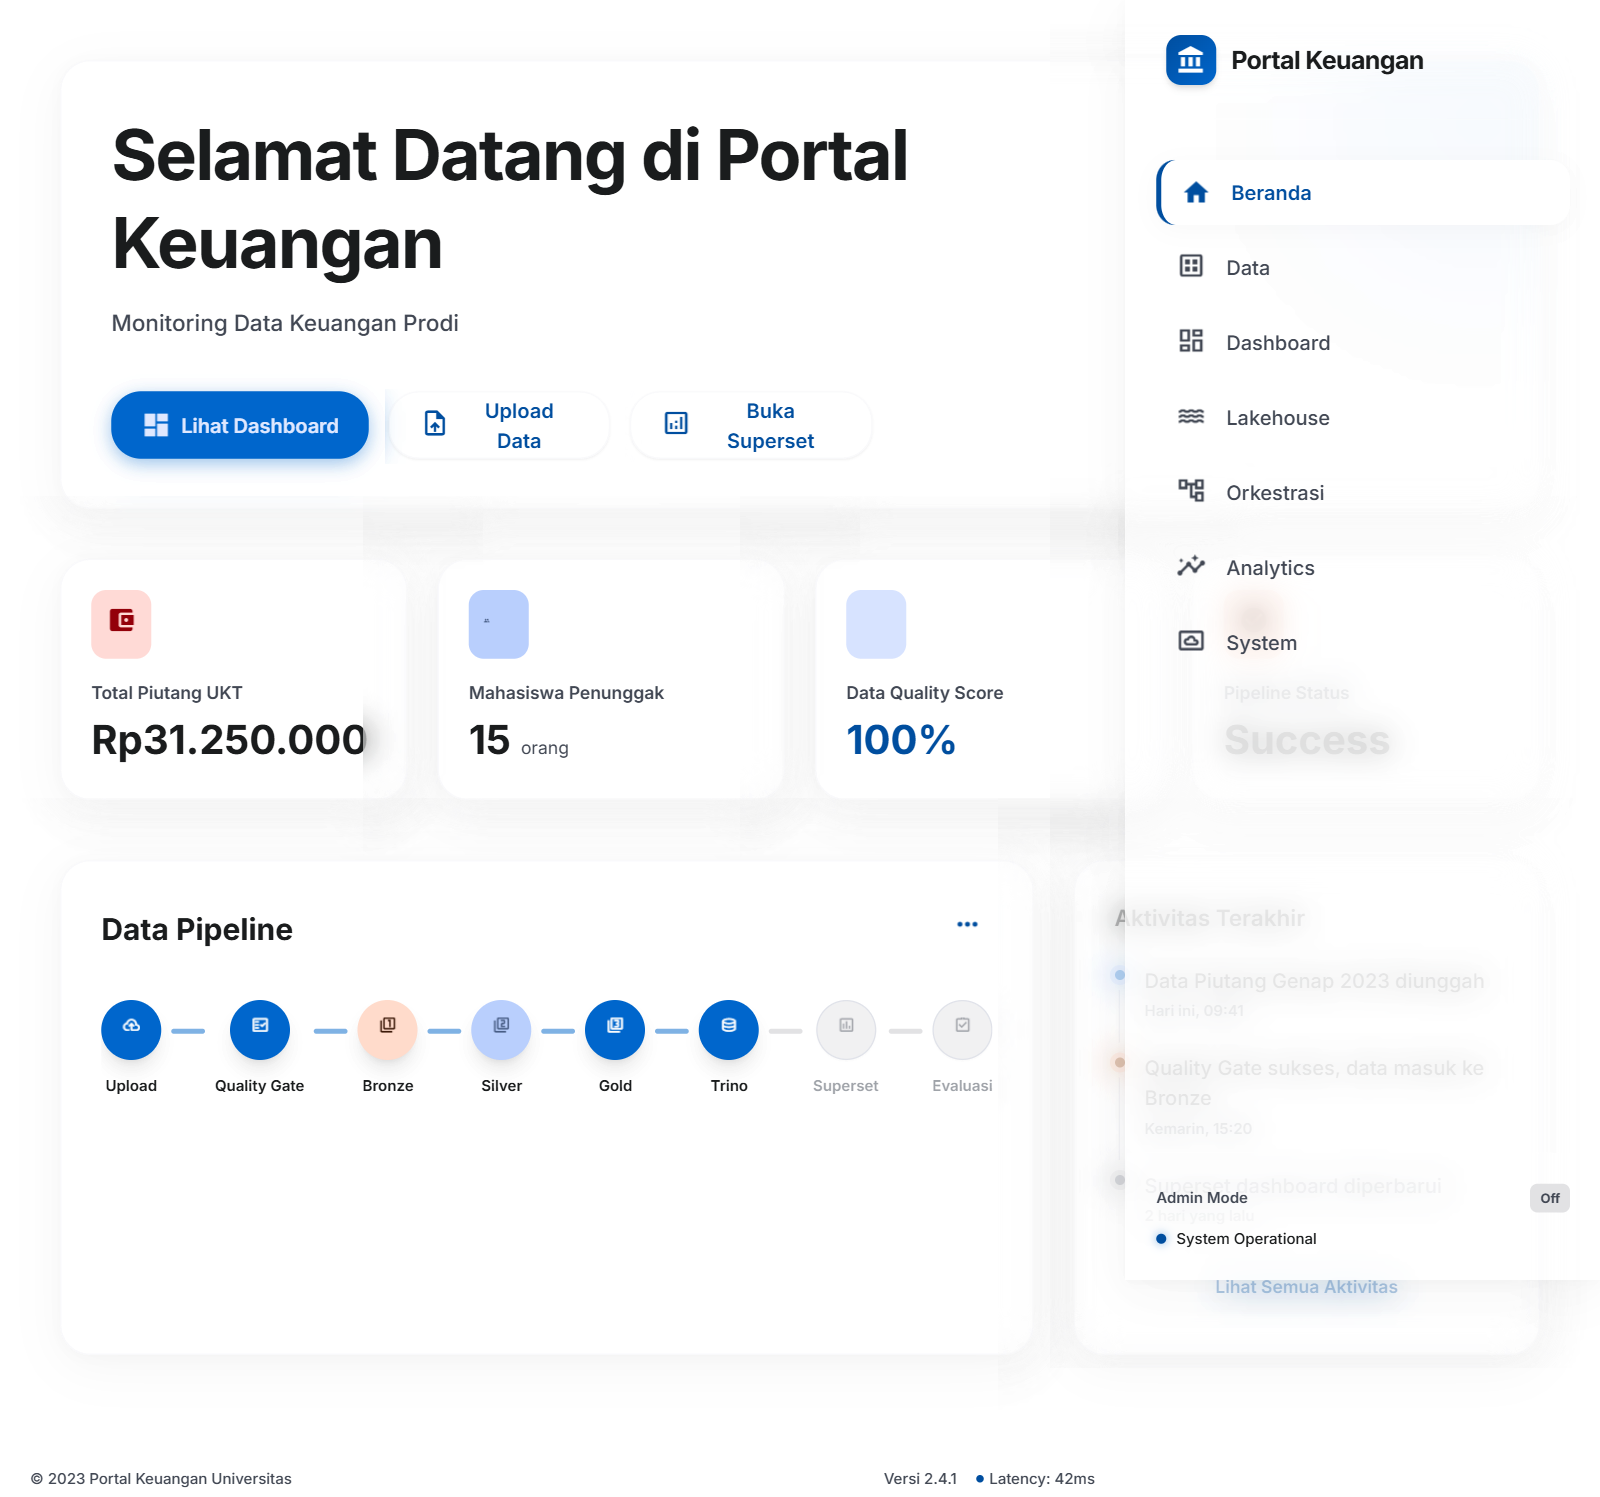 Portal Keuangan
Selamat Datang di Portal
Keuangan
Monitoring Data Keuangan Prodi
Lihat Dashboard
Upload
Data
Buka
Superset
Beranda
Data
Dashboard
Lakehouse
Orkestrasi
Analytics
System
Total Piutang UKT
Rp31.250.000
Mahasiswa Penunggak
15 orang
Data Quality Score
100%
Pipeline Status
Success
Data Pipeline
Upload
Quality Gate
Bronze
Silver
Gold
Trino
Superset
Evaluasi
Aktivitas Terakhir
Data Piutang Genap 2023 diunggah
Hari ini, 09:41
Quality Gate sukses, data masuk ke
Bronze
Kemarin, 15:20
Superset dashboard diperbarui
2 hari yang lalu
Admin Mode
Off
System Operational
Lihat Semua Aktivitas
© 2023 Portal Keuangan Universitas
Versi 2.4.1
Latency: 42ms